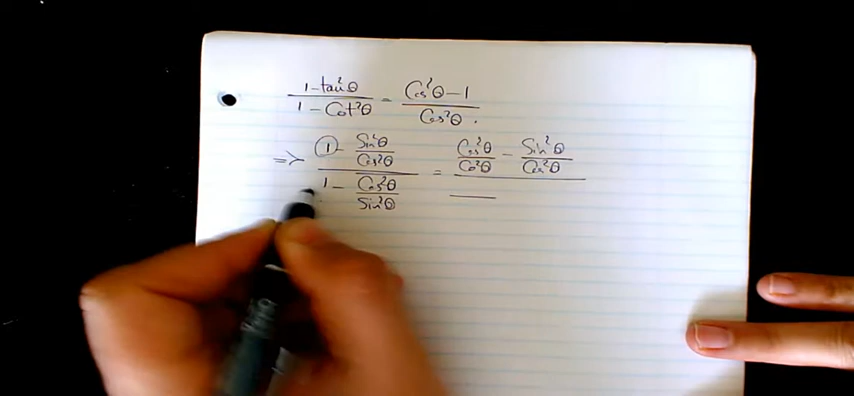 (1 - tan²θ)/(1 - Cot²θ) = (Cos²θ - 1)/(Cos²θ).
=> (1 - Sin²θ/Cos²θ)/(1 - Cos²θ/Sin²θ) = (Cos²θ/Cos²θ - Sin²θ/Cos²θ)/